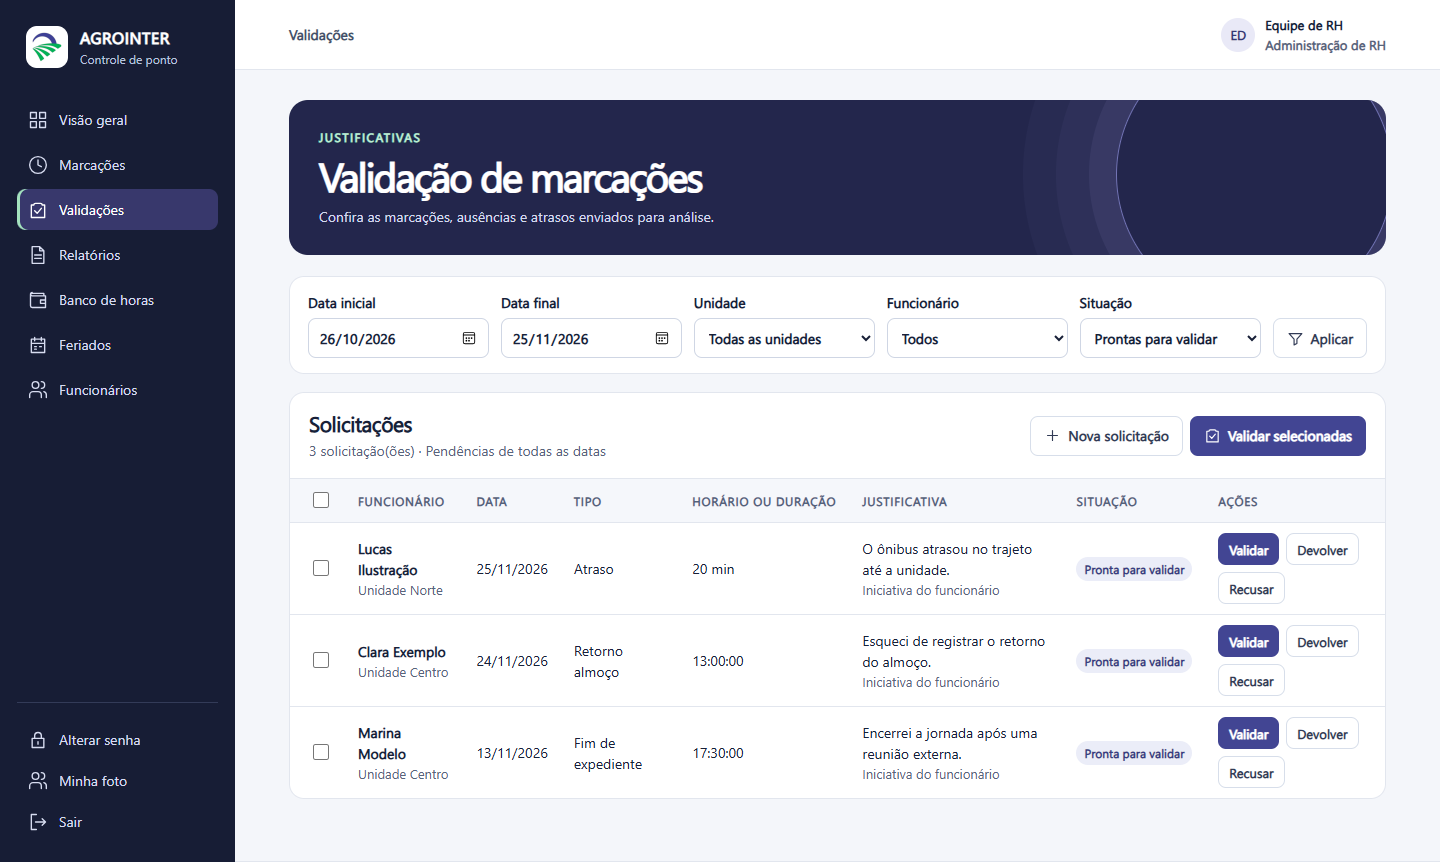 AGROINTER
Controle de ponto
Visão geral
Marcações
Validações
Relatórios
Banco de horas
Feriados
Funcionários
Alterar senha
Minha foto
Sair
Validações
ED
Equipe de RH
Administração de RH
JUSTIFICATIVAS
Validação de marcações
Confira as marcações, ausências e atrasos enviados para análise.
Data inicial
Data final
Unidade
Funcionário
Situação
26/10/2026
25/11/2026
Todas as unidades
Todos
Prontas para validar
Aplicar
Solicitações
3 solicitação(ões) · Pendências de todas as datas
Nova solicitação
Validar selecionadas
FUNCIONÁRIO
DATA
TIPO
HORÁRIO OU DURAÇÃO
JUSTIFICATIVA
SITUAÇÃO
AÇÕES
Lucas
Ilustração
Unidade Norte
25/11/2026
Atraso
20 min
O ônibus atrasou no trajeto
até a unidade.
Iniciativa do funcionário
Pronta para validar
Validar
Devolver
Recusar
Clara Exemplo
Unidade Centro
24/11/2026
Retorno
almoço
13:00:00
Esqueci de registrar o retorno
do almoço.
Iniciativa do funcionário
Pronta para validar
Validar
Devolver
Recusar
Marina
Modelo
Unidade Centro
13/11/2026
Fim de
expediente
17:30:00
Encerrei a jornada após uma
reunião externa.
Iniciativa do funcionário
Pronta para validar
Validar
Devolver
Recusar